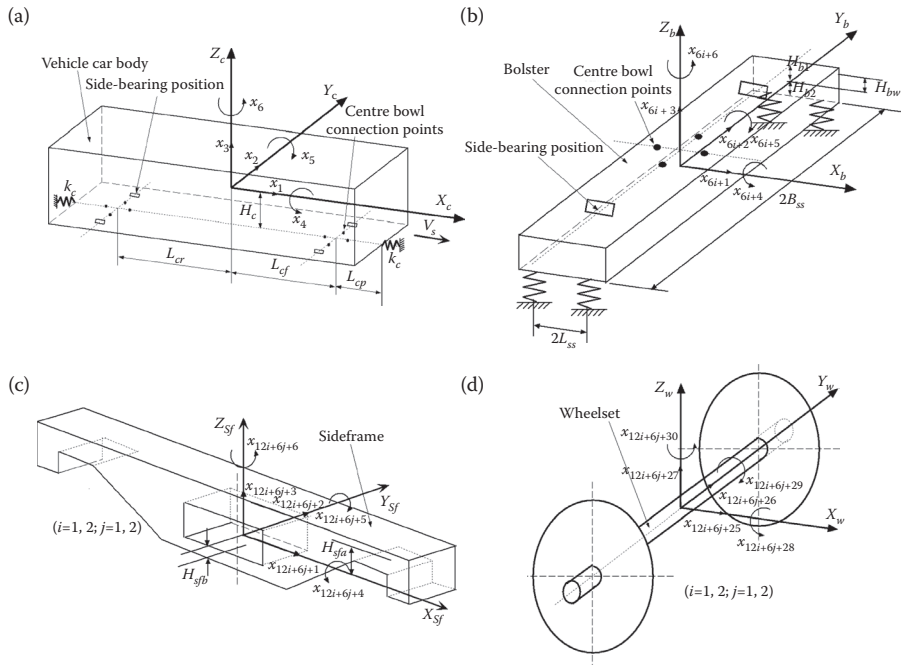 (a)
Z_c
Vehicle car body
Side-bearing position
x_6
Y_c
Centre bowl
connection points
x_3
x_2
x_5
k_c
x_1
H_c
x_4
X_c
V_s
k_c
L_cr
L_cf
L_cp
(b)
Z_b
Y_b
x_6i+6
Bolster
Centre bowl
connection points
H_b1
H_b2
H_bw
x_6i+3
Side-bearing position
x_6i+2
x_6i+5
x_6i+1
x_6i+4
X_b
2B_ss
2L_ss
(c)
Z_Sf
x_12i+6j+6
Sideframe
x_12i+6j+3
x_12i+6j+2
Y_Sf
x_12i+6j+5
(i=1, 2; j=1, 2)
H_sfa
H_sfb
x_12i+6j+1
x_12i+6j+4
X_Sf
(d)
Z_w
Y_w
Wheelset
x_12i+6j+30
x_12i+6j+27
x_12i+6j+29
x_12i+6j+26
x_12i+6j+25
X_w
x_12i+6j+28
(i=1, 2; j=1, 2)